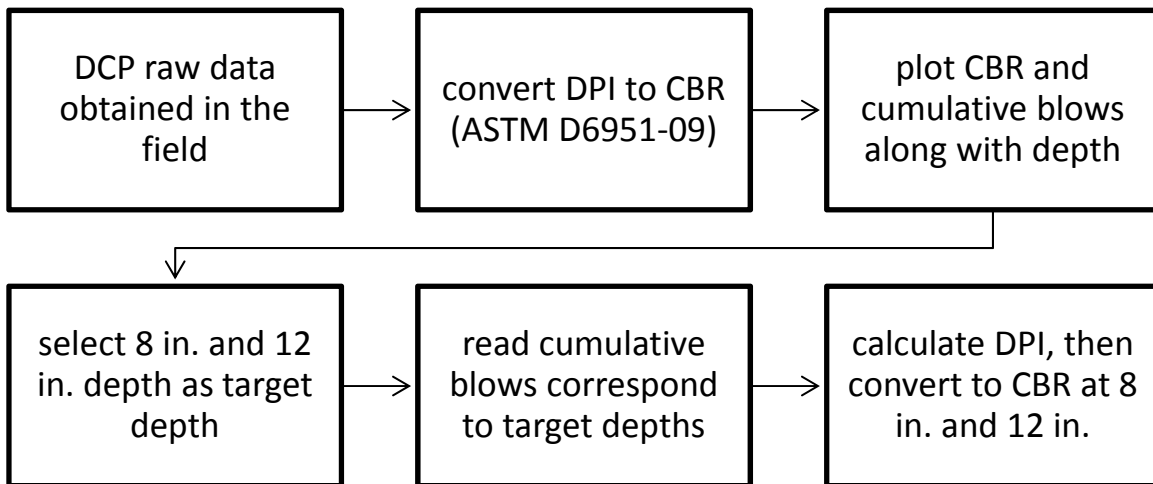 DCP raw data
obtained in the
field
convert DPI to CBR
(ASTM D6951-09)
plot CBR and
cumulative blows
along with depth
select 8 in. and 12
in. depth as target
depth
read cumulative
blows correspond
to target depths
calculate DPI, then
convert to CBR at 8
in. and 12 in.